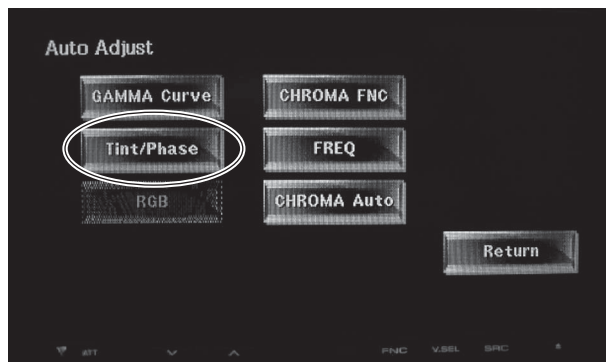 Auto Adjust
GAMMA Curve CHROMA FNC
Tint/Phase FREQ
RGB CHROMA Auto
Return
ATT FNC V.SEL SRC